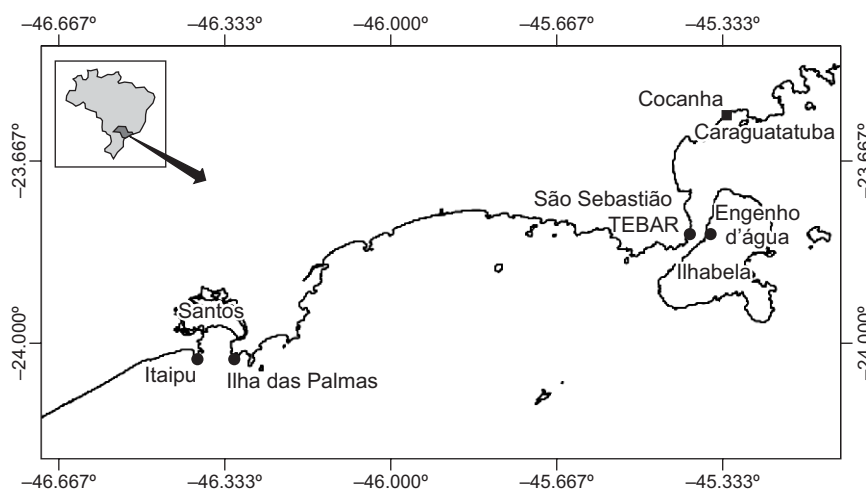 –46.667º –46.333º –46.000º –45.667º –45.333º
Cocanha
Caraguatatuba
–23.667º –23.667º
São Sebastião
TEBAR
Engenho
d'água
Ilhabela
Santos
–24.000º –24.000º
Itaipu
Ilha das Palmas
–46.667º –46.333º –46.000º –45.667º –45.333º